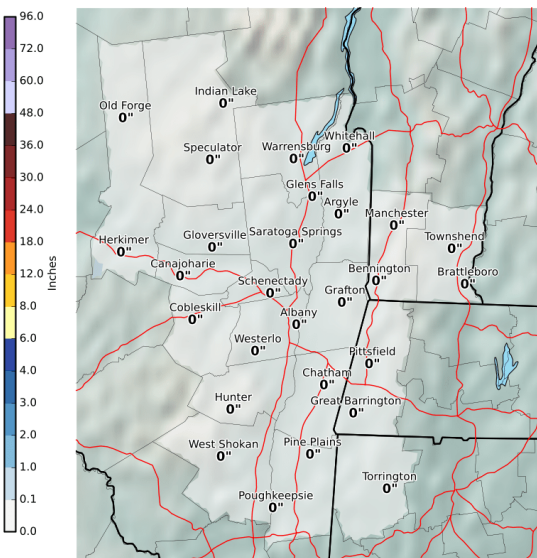 96.0
72.0
60.0
48.0
36.0
30.0
24.0
18.0
12.0
8.0
6.0
4.0
3.0
2.0
1.0
0.1
0.0
Inches
Indian Lake
0"
Old Forge
0"
Whitehall
0"
Warrensburg
0"
Speculator
0"
Glens Falls
0"
Argyle
0"
Manchester
0"
Saratoga Springs
0"
Gloversville
0"
Herkimer
0"
Townshend
0"
Canajoharie
0"
Bennington
0"
Brattleboro
0"
Schenectady
0"
Grafton
0"
Cobleskill
0"
Albany
0"
Westerlo
0"
Pittsfield
0"
Chatham
0"
Hunter
0"
Great Barrington
0"
West Shokan
0"
Pine Plains
0"
Torrington
0"
Poughkeepsie
0"